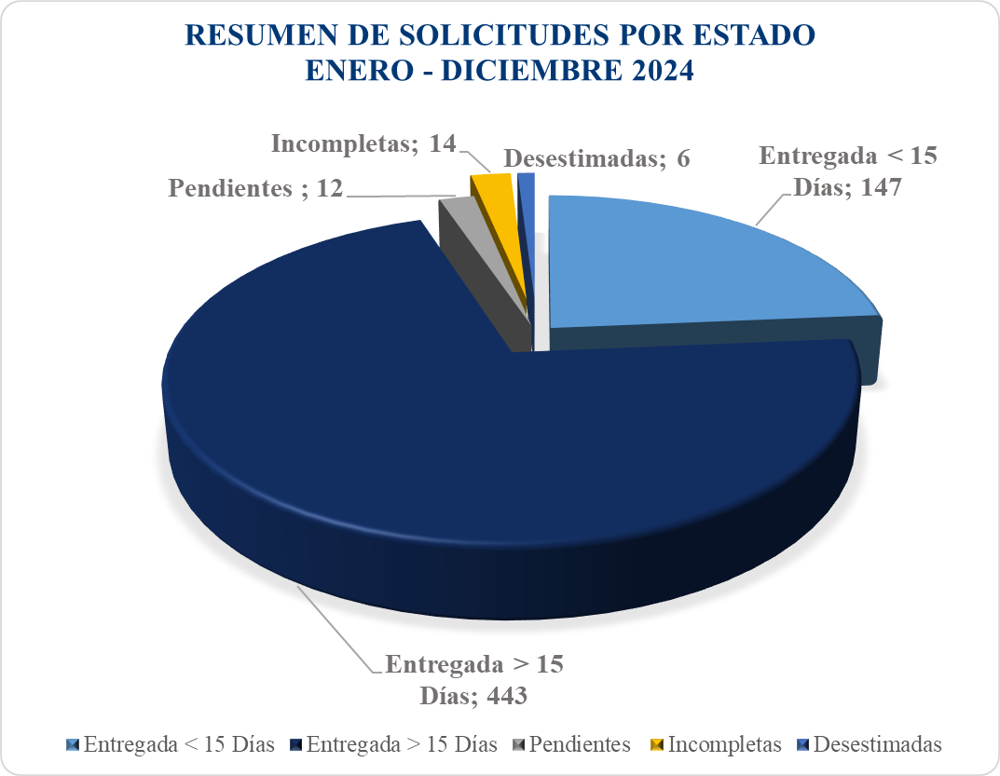 RESUMEN DE SOLICITUDES POR ESTADO
ENERO - DICIEMBRE 2024
Incompletas; 14
Desestimadas; 6
Entregada < 15
Días; 147
Pendientes ; 12
Entregada > 15
Días; 443
Entregada < 15 Días
Entregada > 15 Días
Pendientes
Incompletas
Desestimadas